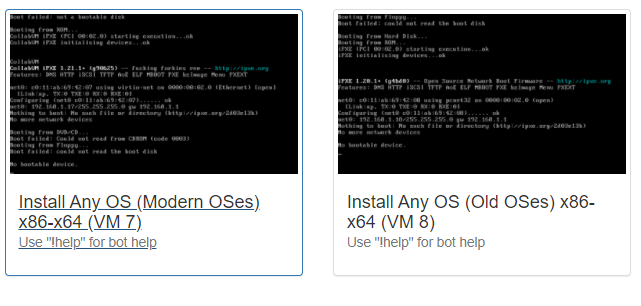 Boot failed: not a bootable disk
Booting from ROM...
CollabVM iPXE (PCI 00:02.0) starting execution...ok
CollabVM iPXE initialising devices...ok
CollabVM
CollabVM iPXE 1.21.1+ (g90625) -- Fucking forkies rom -- http://ipxe.org
Features: DNS HTTP iSCSI TFTP AoE ELF MBOOT PXE bzImage Menu PXEXT
net0: c0:11:ab:69:42:07 using virtio-net on 0000:00:02.0 (Ethernet) [open]
[Link:up, TX:0 TXE:0 RX:0 RXE:0]
Configuring (net0 c0:11:ab:69:42:07)...... ok
net0: 192.168.1.17/255.255.255.0 gw 192.168.1.1
Nothing to boot: No such file or directory (http://ipxe.org/2d03e13b)
No more network devices
Booting from DVD/CD...
Boot failed: Could not read from CDROM (code 0003)
Booting from Floppy...
Boot failed: could not read the boot disk
No bootable device.
Install Any OS (Modern OSes)
x86-x64 (VM 7)
Use "!help" for bot help
Booting from Floppy...
Boot failed: could not read the boot disk
Booting from Hard Disk...
Booting from ROM...
iPXE (PCI 00:02.0) starting execution...ok
iPXE initialising devices...ok
iPXE 1.20.1+ (g4bd8) -- Open Source Network Boot Firmware -- http://ipxe.org
Features: DNS HTTP iSCSI TFTP AoE ELF MBOOT PXE bzImage Menu PXEXT
net0: c0:11:ab:69:42:08 using pcnet32 on 0000:00:02.0 (open)
[Link:up, TX:0 TXE:0 RX:0 RXE:0]
Configuring (net0 c0:11:ab:69:42:08)...... ok
net0: 192.168.1.18/255.255.255.0 gw 192.168.1.1
Nothing to boot: No such file or directory (http://ipxe.org/2d03e13b)
No more network devices
No bootable device.
Install Any OS (Old OSes) x86-
x64 (VM 8)
Use "!help" for bot help